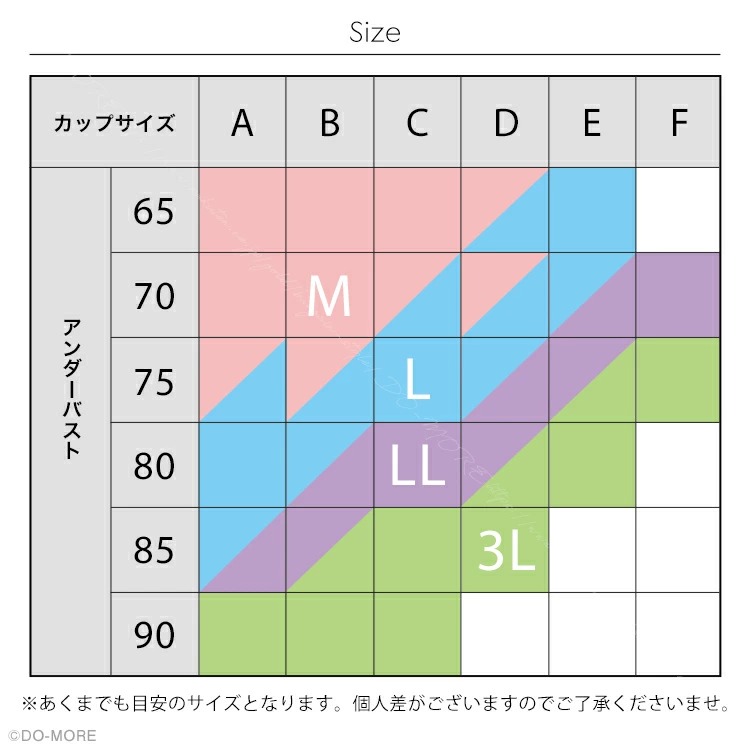 Size
カップサイズ A B C D E F
アンダーバスト
65
70 M
75 L
80 LL
85 3L
90
※あくまでも目安のサイズとなります。個人差がございますのでご了承くださいませ。
©DO-MORE